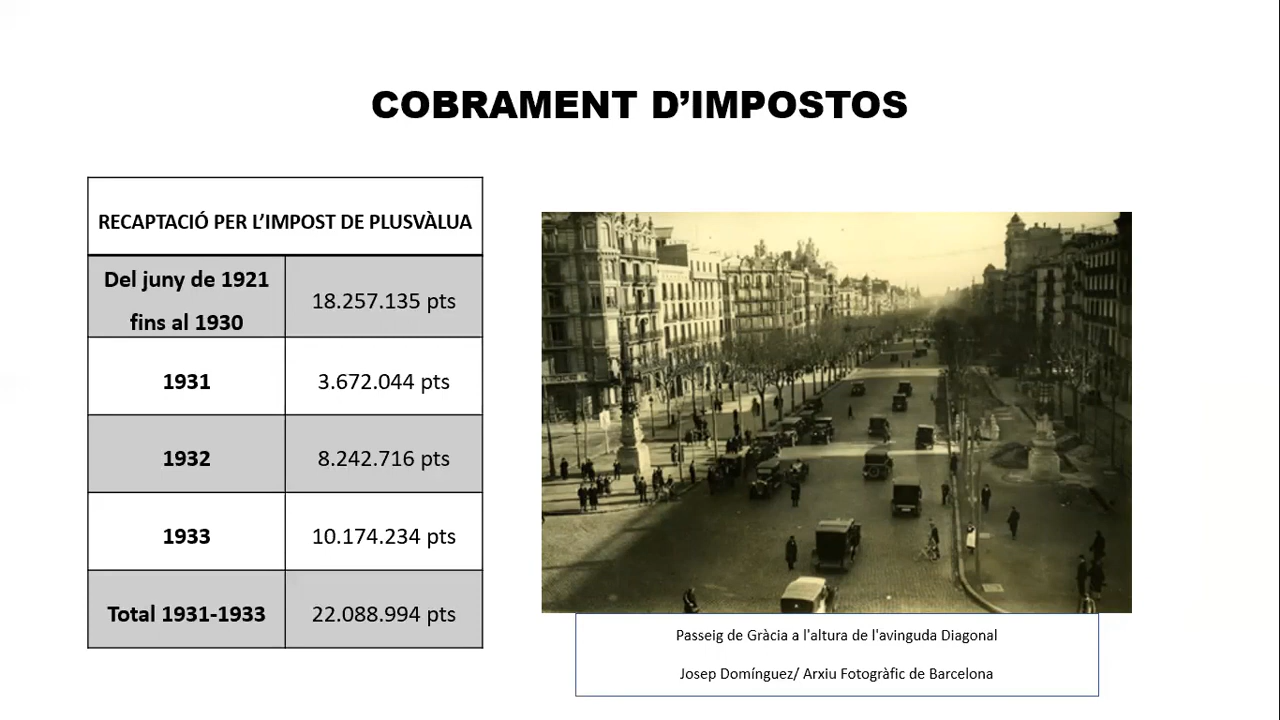 COBRAMENT D’IMPOSTOS
RECAPTACIÓ PER L’IMPOST DE PLUSVÀLUA
Del juny de 1921
fins al 1930
18.257.135 pts
1931
3.672.044 pts
1932
8.242.716 pts
1933
10.174.234 pts
Total 1931-1933
22.088.994 pts
Passeig de Gràcia a l'altura de l'avinguda Diagonal
Josep Domínguez/ Arxiu Fotogràfic de Barcelona